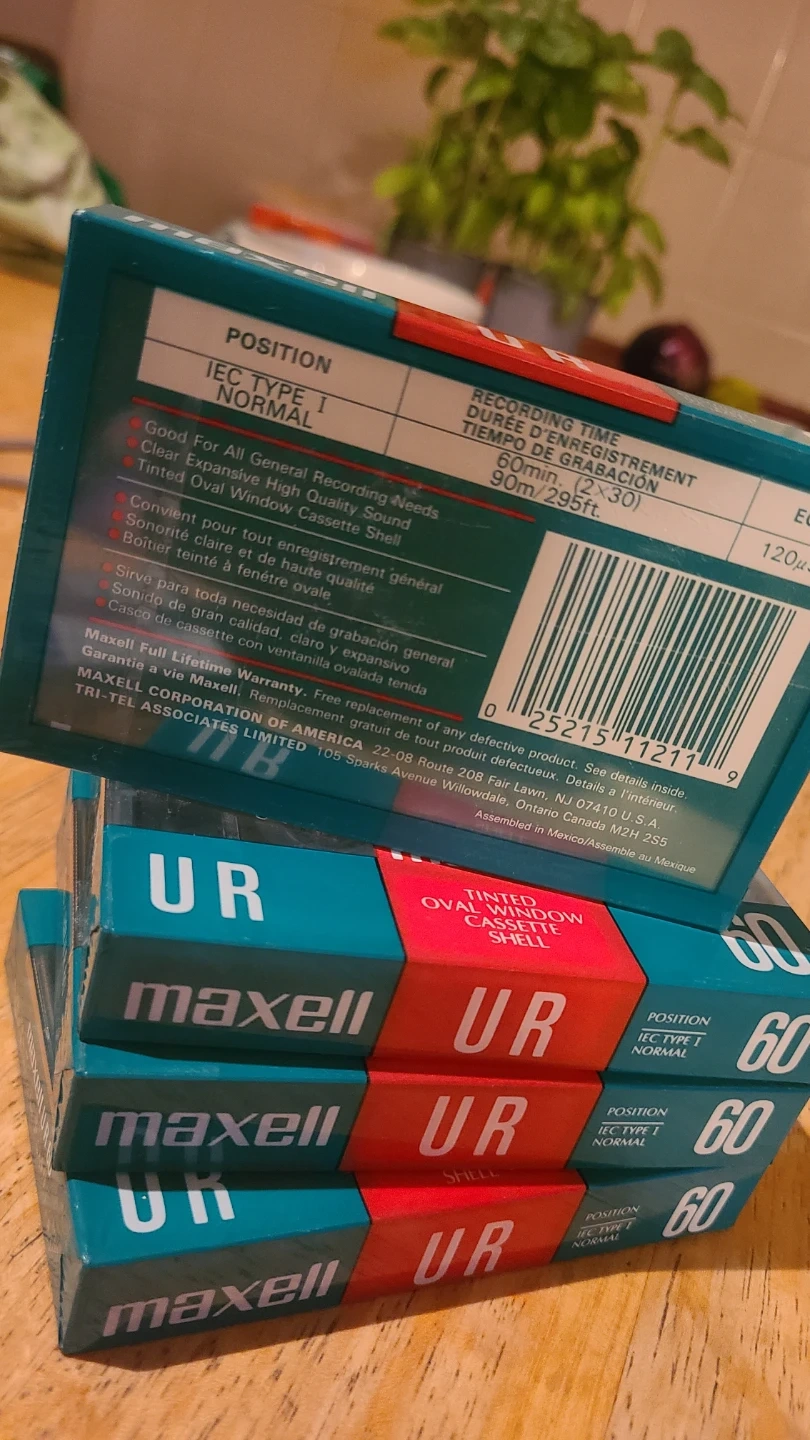 maxell
UR
POSITION
IEC TYPE I
NORMAL
RECORDING TIME
DURÉE D'ENREGISTREMENT
TIEMPO DE GRABACIÓN
60min. (2×30)
90m/295ft.
120µ
Good For All General Recording Needs
Clear Expansive High Quality Sound
Tinted Oval Window Cassette Shell
Convient pour tout enregistrement général
Sonorité claire et de haute qualité
Boîtier teinté à fenêtre ovale
Sirve para toda necesidad de grabación general
Sonido de gran calidad, claro y expansivo
Casco de cassette con ventanilla ovalada tenida
Maxell Full Lifetime Warranty. Free replacement of any defective product. See details inside.
Garantie a vie Maxell. Remplacement gratuit de tout produit defectueux. Details a l'intérieur.
MAXELL CORPORATION OF AMERICA 22-08 Route 208 Fair Lawn, NJ 07410 U.S.A.
TRI-TEL ASSOCIATES LIMITED 105 Sparks Avenue Willowdale, Ontario Canada M2H 2S5
Assembled in Mexico/Assemble au Mexique
0 25215 11211 9
UR
UR
TINTED
OVAL WINDOW
CASSETTE
SHELL
60
maxell
UR
POSITION
IEC TYPE I
NORMAL
60
maxell
UR
POSITION
IEC TYPE I
NORMAL
60
UR
SHELL
maxell
UR
POSITION
IEC TYPE I
NORMAL
60